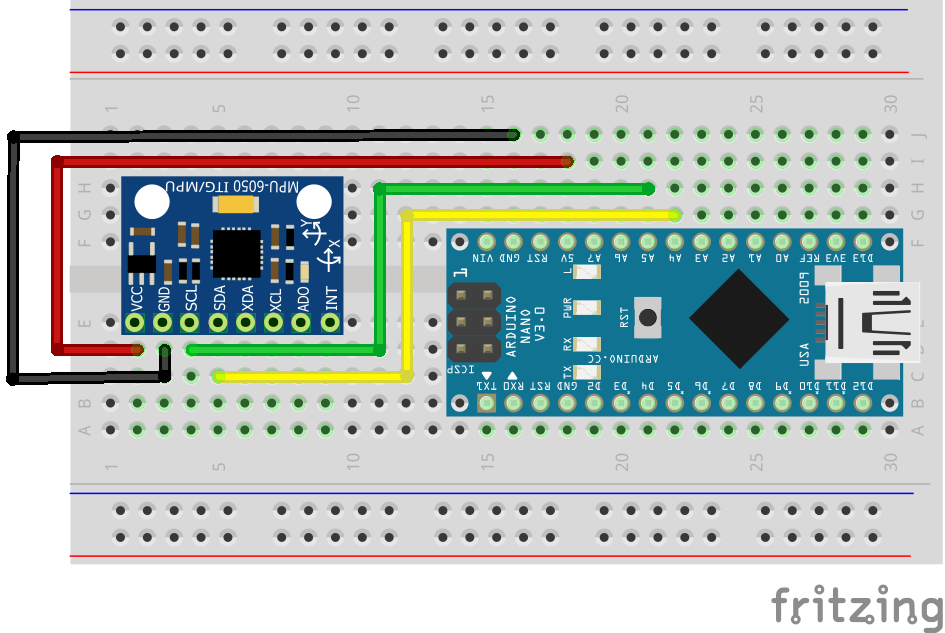 1 5 10 15 20 25 30
J
I
H
G
F
MPU-6050 ITG/MPU
Y
X
VCC GND SCL SDA XDA XCL ADO INT
VIN GND RST 5V A7 A6 A5 A4 A3 A2 A1 A0 REF 3V3 D13
1
L
PWR
RX
TX
ARDUINO
NANO
V3.0
ICSP
RST
ARDUINO.CC
2009
USA
TX1 RX0 RST GND D2 D3 D4 D5 D6 D7 D8 D9 D10 D11 D12
E
C
B
A
E
C
B
A
J
I
H
G
1 5 10 15 20 25 30
fritzing